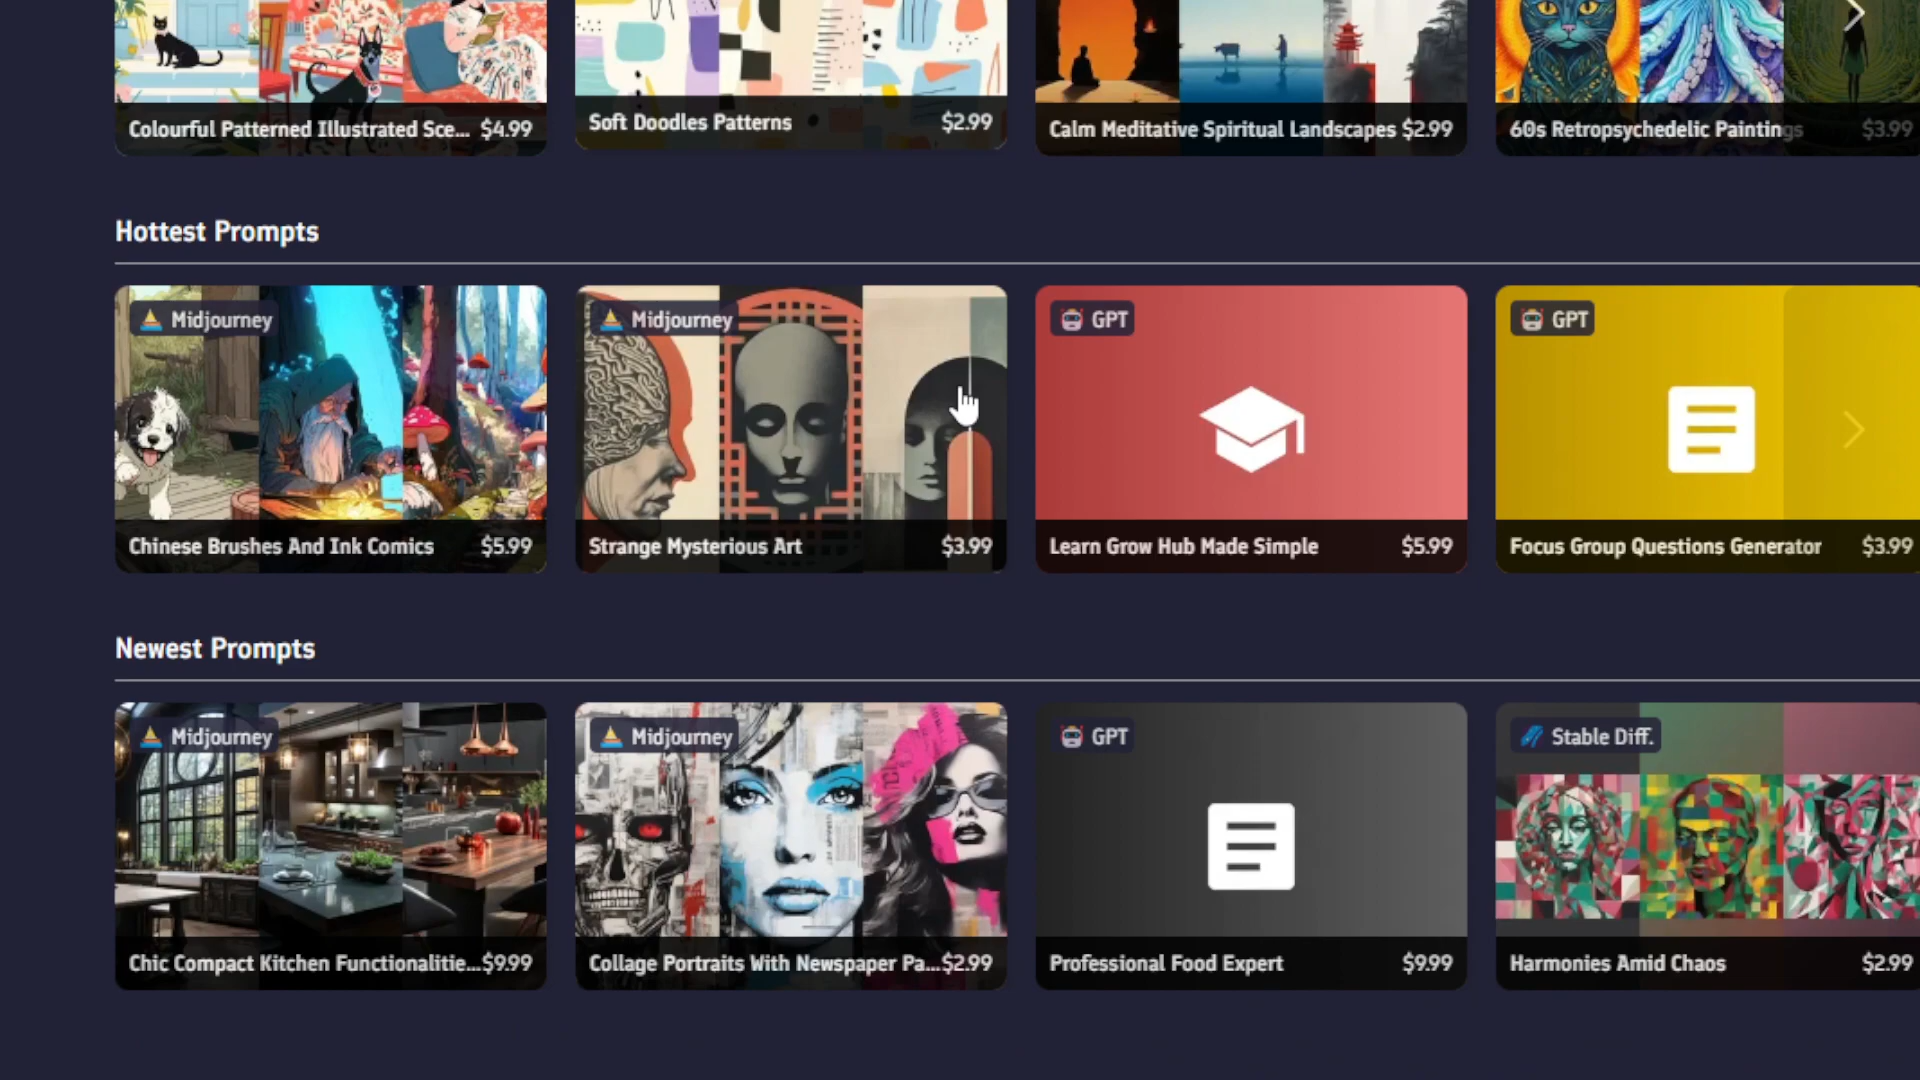 Colourful Patterned Illustrated Sce... $4.99
Soft Doodles Patterns $2.99
Calm Meditative Spiritual Landscapes $2.99
60s Retropsychedelic Paintings $3.99
Hottest Prompts
Midjourney
Midjourney
GPT
GPT
Chinese Brushes And Ink Comics $5.99
Strange Mysterious Art $3.99
Learn Grow Hub Made Simple $5.99
Focus Group Questions Generator $3.99
Newest Prompts
Midjourney
Midjourney
GPT
Stable Diff.
Chic Compact Kitchen Functionalitie...$9.99
Collage Portraits With Newspaper Pa...$2.99
Professional Food Expert $9.99
Harmonies Amid Chaos $2.99